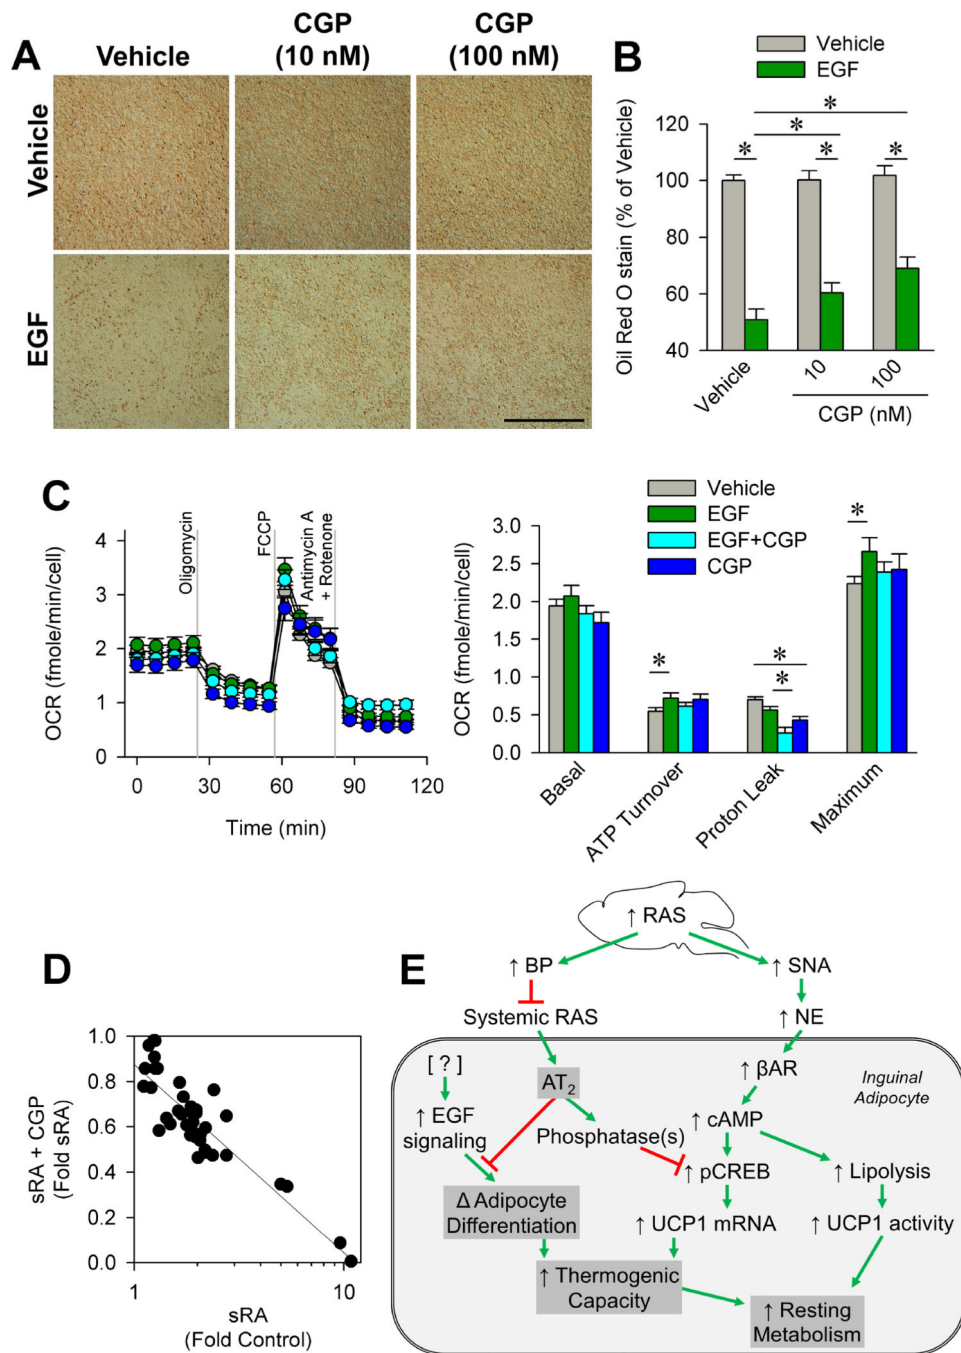 A
Vehicle
CGP
(10 nM)
CGP
(100 nM)
Vehicle
EGF
B
Vehicle
EGF
Oil Red O stain (% of Vehicle)
120
100
80
60
40
*
*
*
*
*
Vehicle
10
100
CGP (nM)
C
OCR (fmole/min/cell)
4
3
2
1
0
Oligomycin
FCCP
Antimycin A
+ Rotenone
0
30
60
90
120
Time (min)
Vehicle
EGF
EGF+CGP
CGP
OCR (fmole/min/cell)
3.0
2.5
2.0
1.5
1.0
0.5
0.0
*
*
*
*
Basal
ATP Turnover
Proton Leak
Maximum
D
sRA + CGP
(Fold sRA)
1.0
0.8
0.6
0.4
0.2
0.0
1
10
sRA
(Fold Control)
E
↑ RAS
↑ BP
↑ SNA
Systemic RAS
↑ NE
[ ? ]
AT2
↑ βAR
Inguinal
Adipocyte
↑ EGF
signaling
Phosphatase(s)
↑ cAMP
↑ pCREB
↑ Lipolysis
Δ Adipocyte
Differentiation
↑ UCP1 mRNA
↑ UCP1 activity
↑ Thermogenic
Capacity
↑ Resting
Metabolism